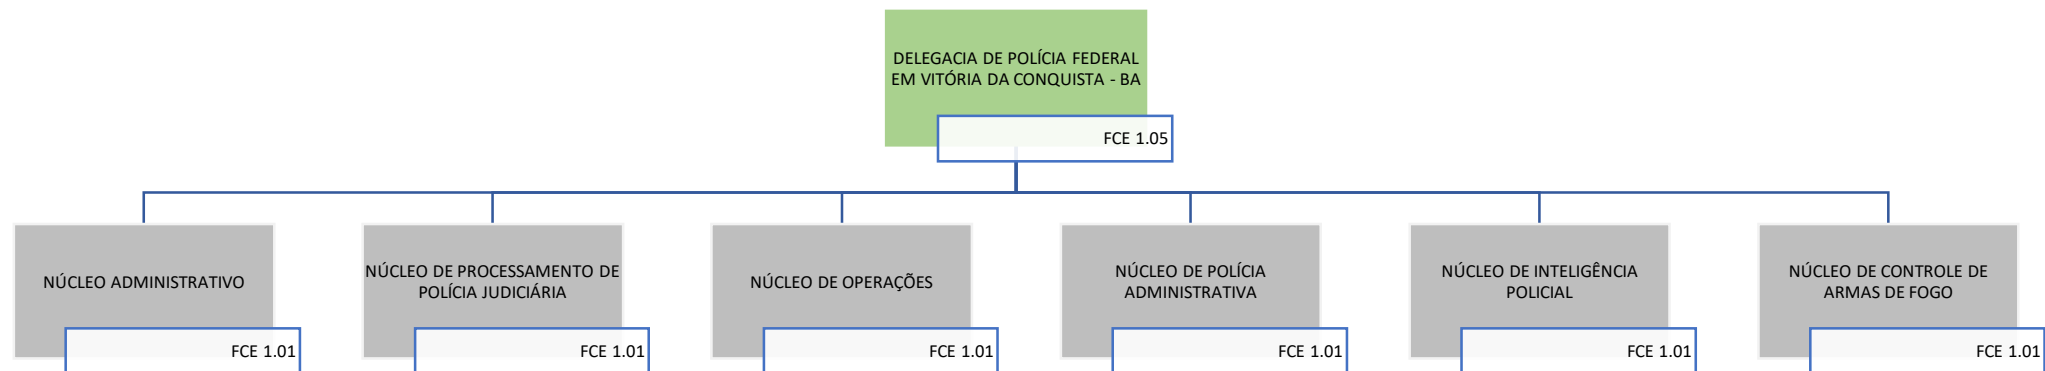 DELEGACIA DE POLÍCIA FEDERAL
EM VITÓRIA DA CONQUISTA - BA
FCE 1.05
NÚCLEO ADMINISTRATIVO
FCE 1.01
NÚCLEO DE PROCESSAMENTO DE
POLÍCIA JUDICIÁRIA
FCE 1.01
NÚCLEO DE OPERAÇÕES
FCE 1.01
NÚCLEO DE POLÍCIA
ADMINISTRATIVA
FCE 1.01
NÚCLEO DE INTELIGÊNCIA
POLICIAL
FCE 1.01
NÚCLEO DE CONTROLE DE
ARMAS DE FOGO
FCE 1.01